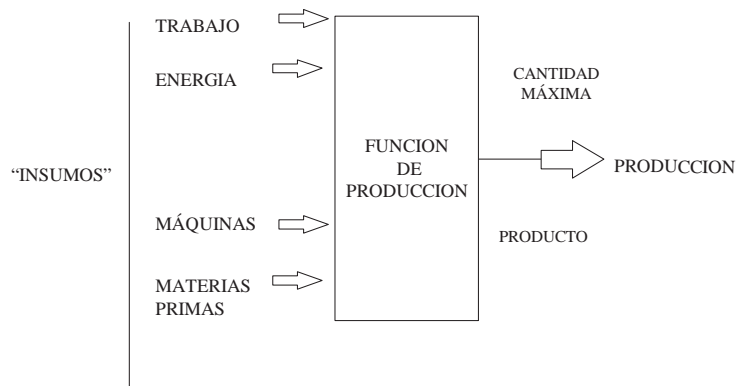 TRABAJO
ENERGIA
CANTIDAD
MÁXIMA
“INSUMOS”
FUNCION
DE
PRODUCCION
PRODUCCION
MÁQUINAS
PRODUCTO
MATERIAS
PRIMAS